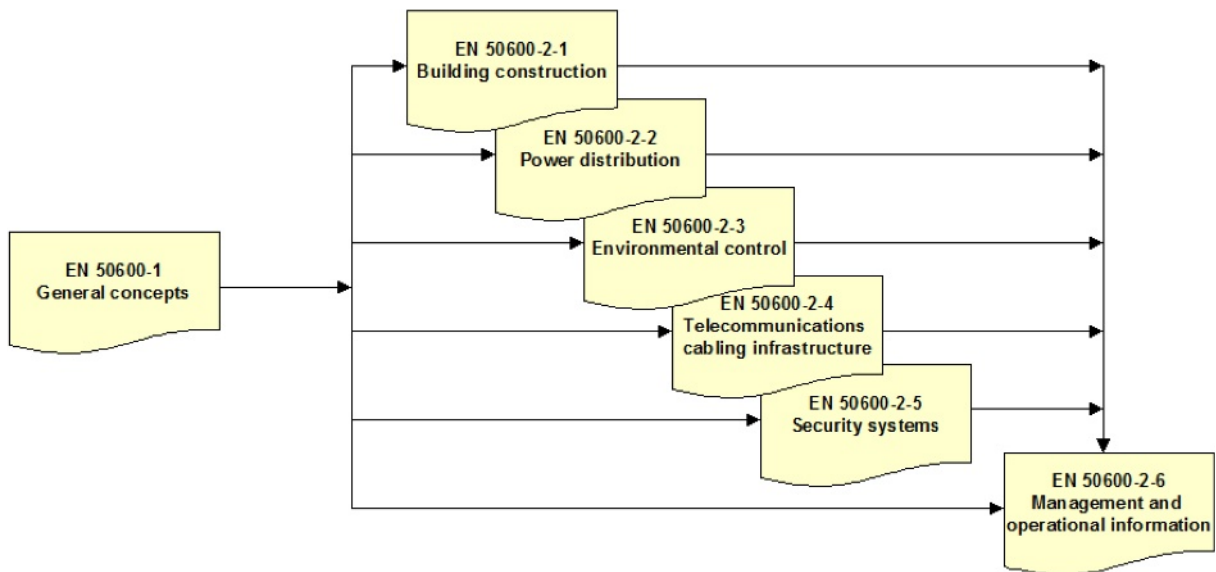 EN 50600-2-1
Building construction
EN 50600-2-2
Power distribution
EN 50600-2-3
Environmental control
EN 50600-1
General concepts
EN 50600-2-4
Telecommunications
cabling infrastructure
EN 50600-2-5
Security systems
EN 50600-2-6
Management and
operational information